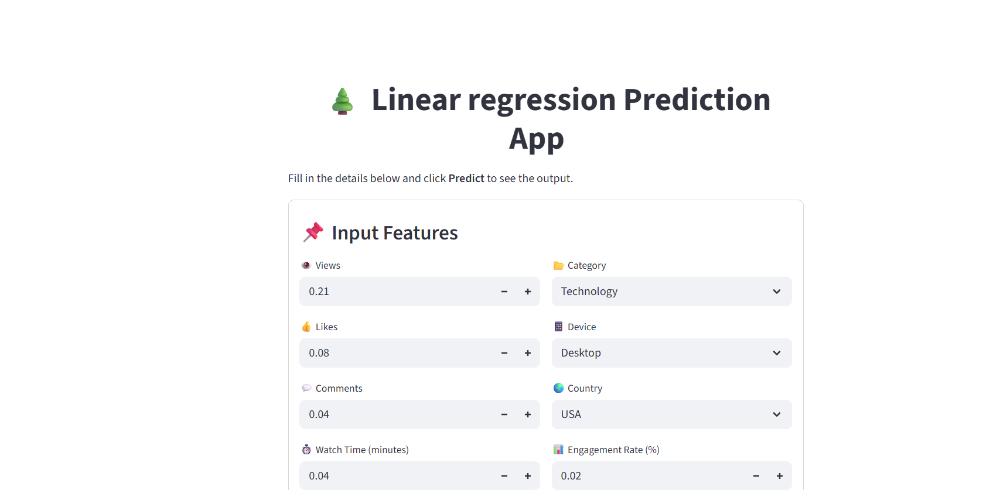 🌲 Linear regression Prediction
App
Fill in the details below and click Predict to see the output.
📌 Input Features
👁️ Views
0.21
📁 Category
Technology
👍 Likes
0.08
📱 Device
Desktop
💬 Comments
0.04
🌍 Country
USA
⏱️ Watch Time (minutes)
0.04
📊 Engagement Rate (%)
0.02